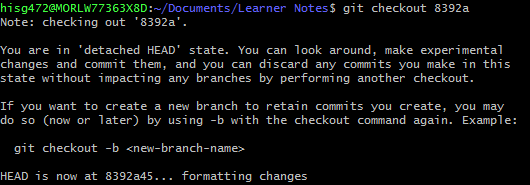 hisg472@MORLW77363X8D:~/Documents/Learner Notes$ git checkout 8392a
Note: checking out '8392a'.
You are in 'detached HEAD' state. You can look around, make experimental
changes and commit them, and you can discard any commits you make in this
state without impacting any branches by performing another checkout.
If you want to create a new branch to retain commits you create, you may
do so (now or later) by using -b with the checkout command again. Example:
git checkout -b <new-branch-name>
HEAD is now at 8392a45... formatting changes